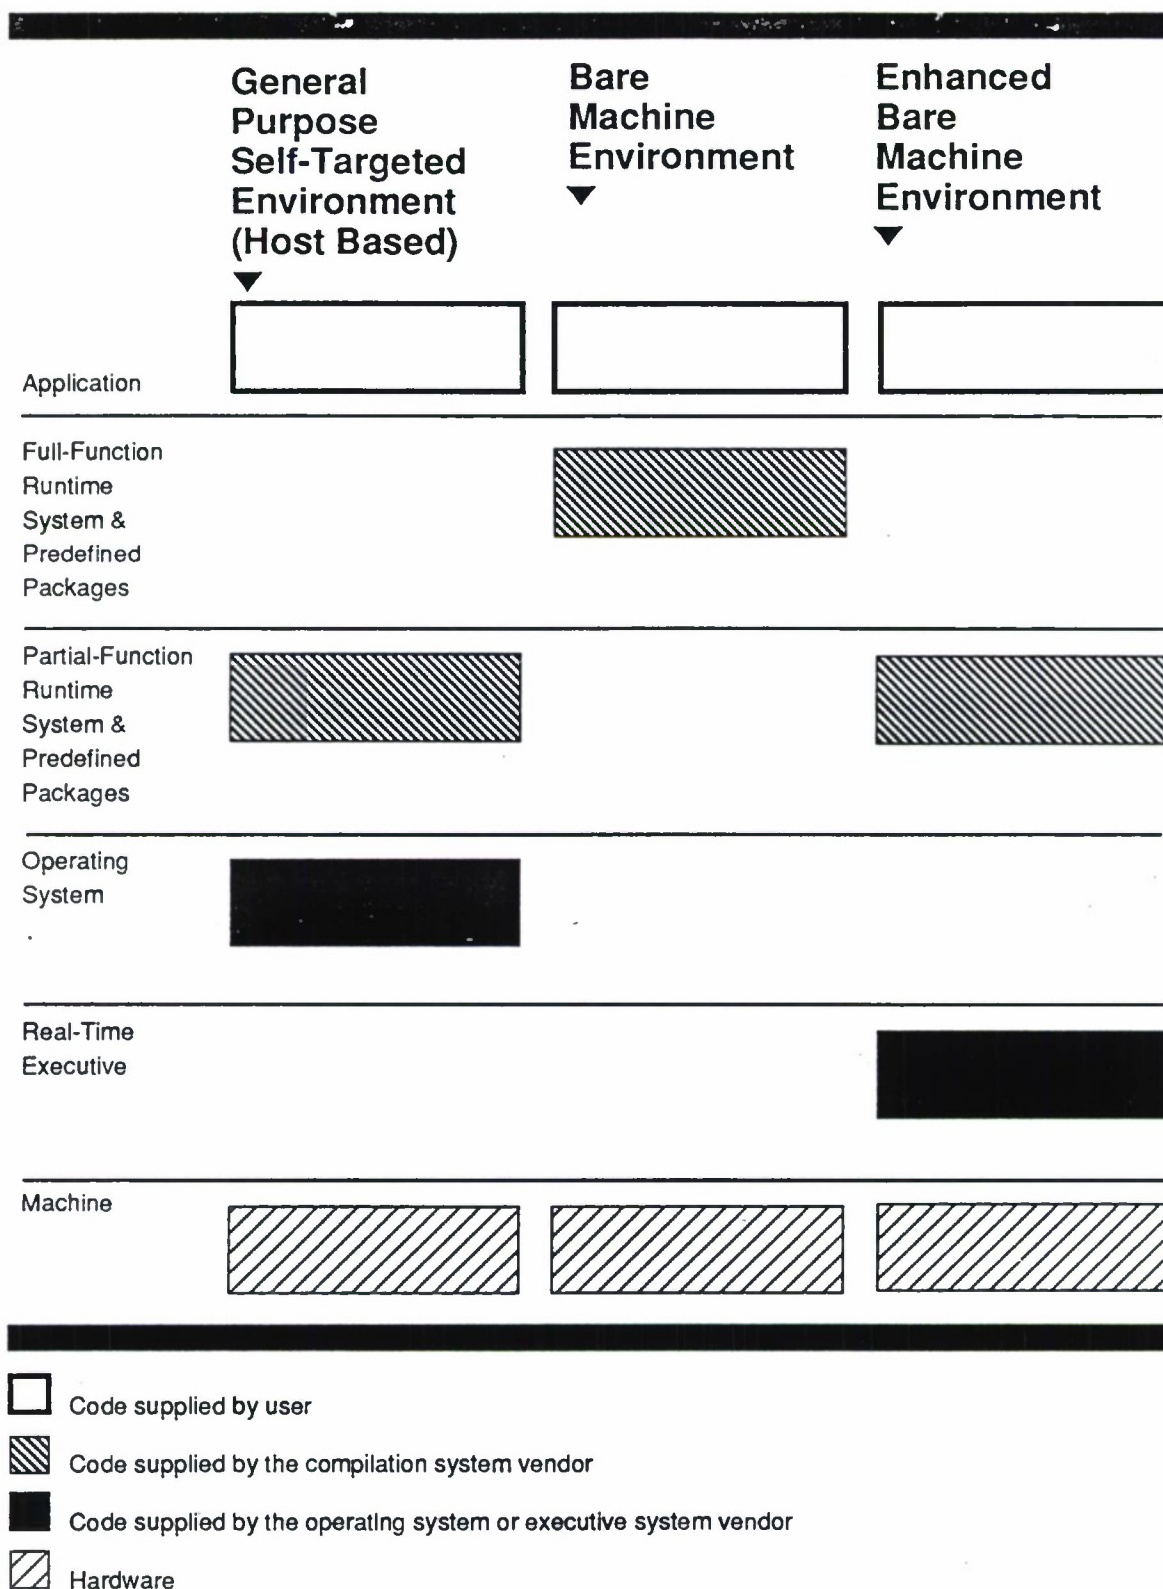 General
Purpose
Self-Targeted
Environment
(Host Based)
Bare
Machine
Environment
Enhanced
Bare
Machine
Environment
Application
Full-Function
Runtime
System &
Predefined
Packages
Partial-Function
Runtime
System &
Predefined
Packages
Operating
System
Real-Time
Executive
Machine
Code supplied by user
Code supplied by the compilation system vendor
Code supplied by the operating system or executive system vendor
Hardware